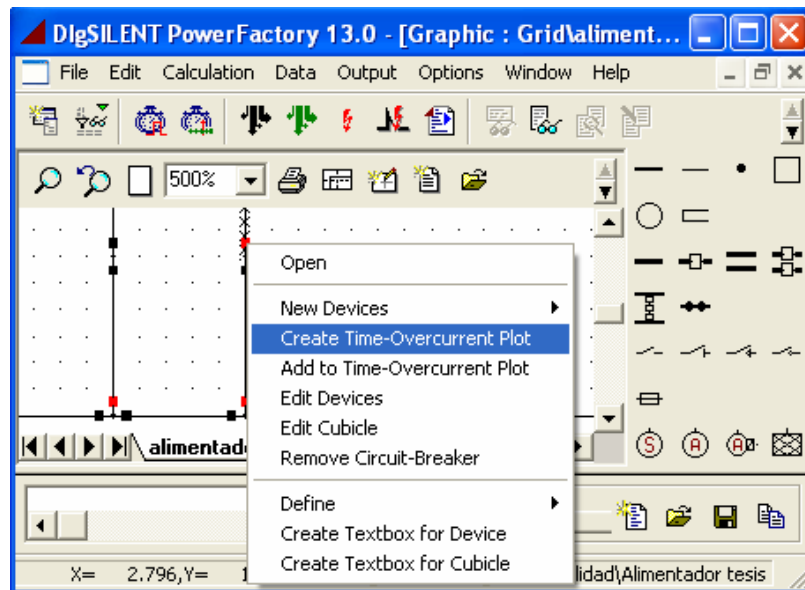 DIgSILENT PowerFactory 13.0 - [Graphic : Grid\aliment...
File Edit Calculation Data Output Options Window Help
500%
Open
New Devices
Create Time-Overcurrent Plot
Add to Time-Overcurrent Plot
Edit Devices
Edit Cubicle
Remove Circuit-Breaker
Define
Create Textbox for Device
Create Textbox for Cubicle
alimentad
S A A
X= 2.796,Y= 1 lidad\Alimentador tesis